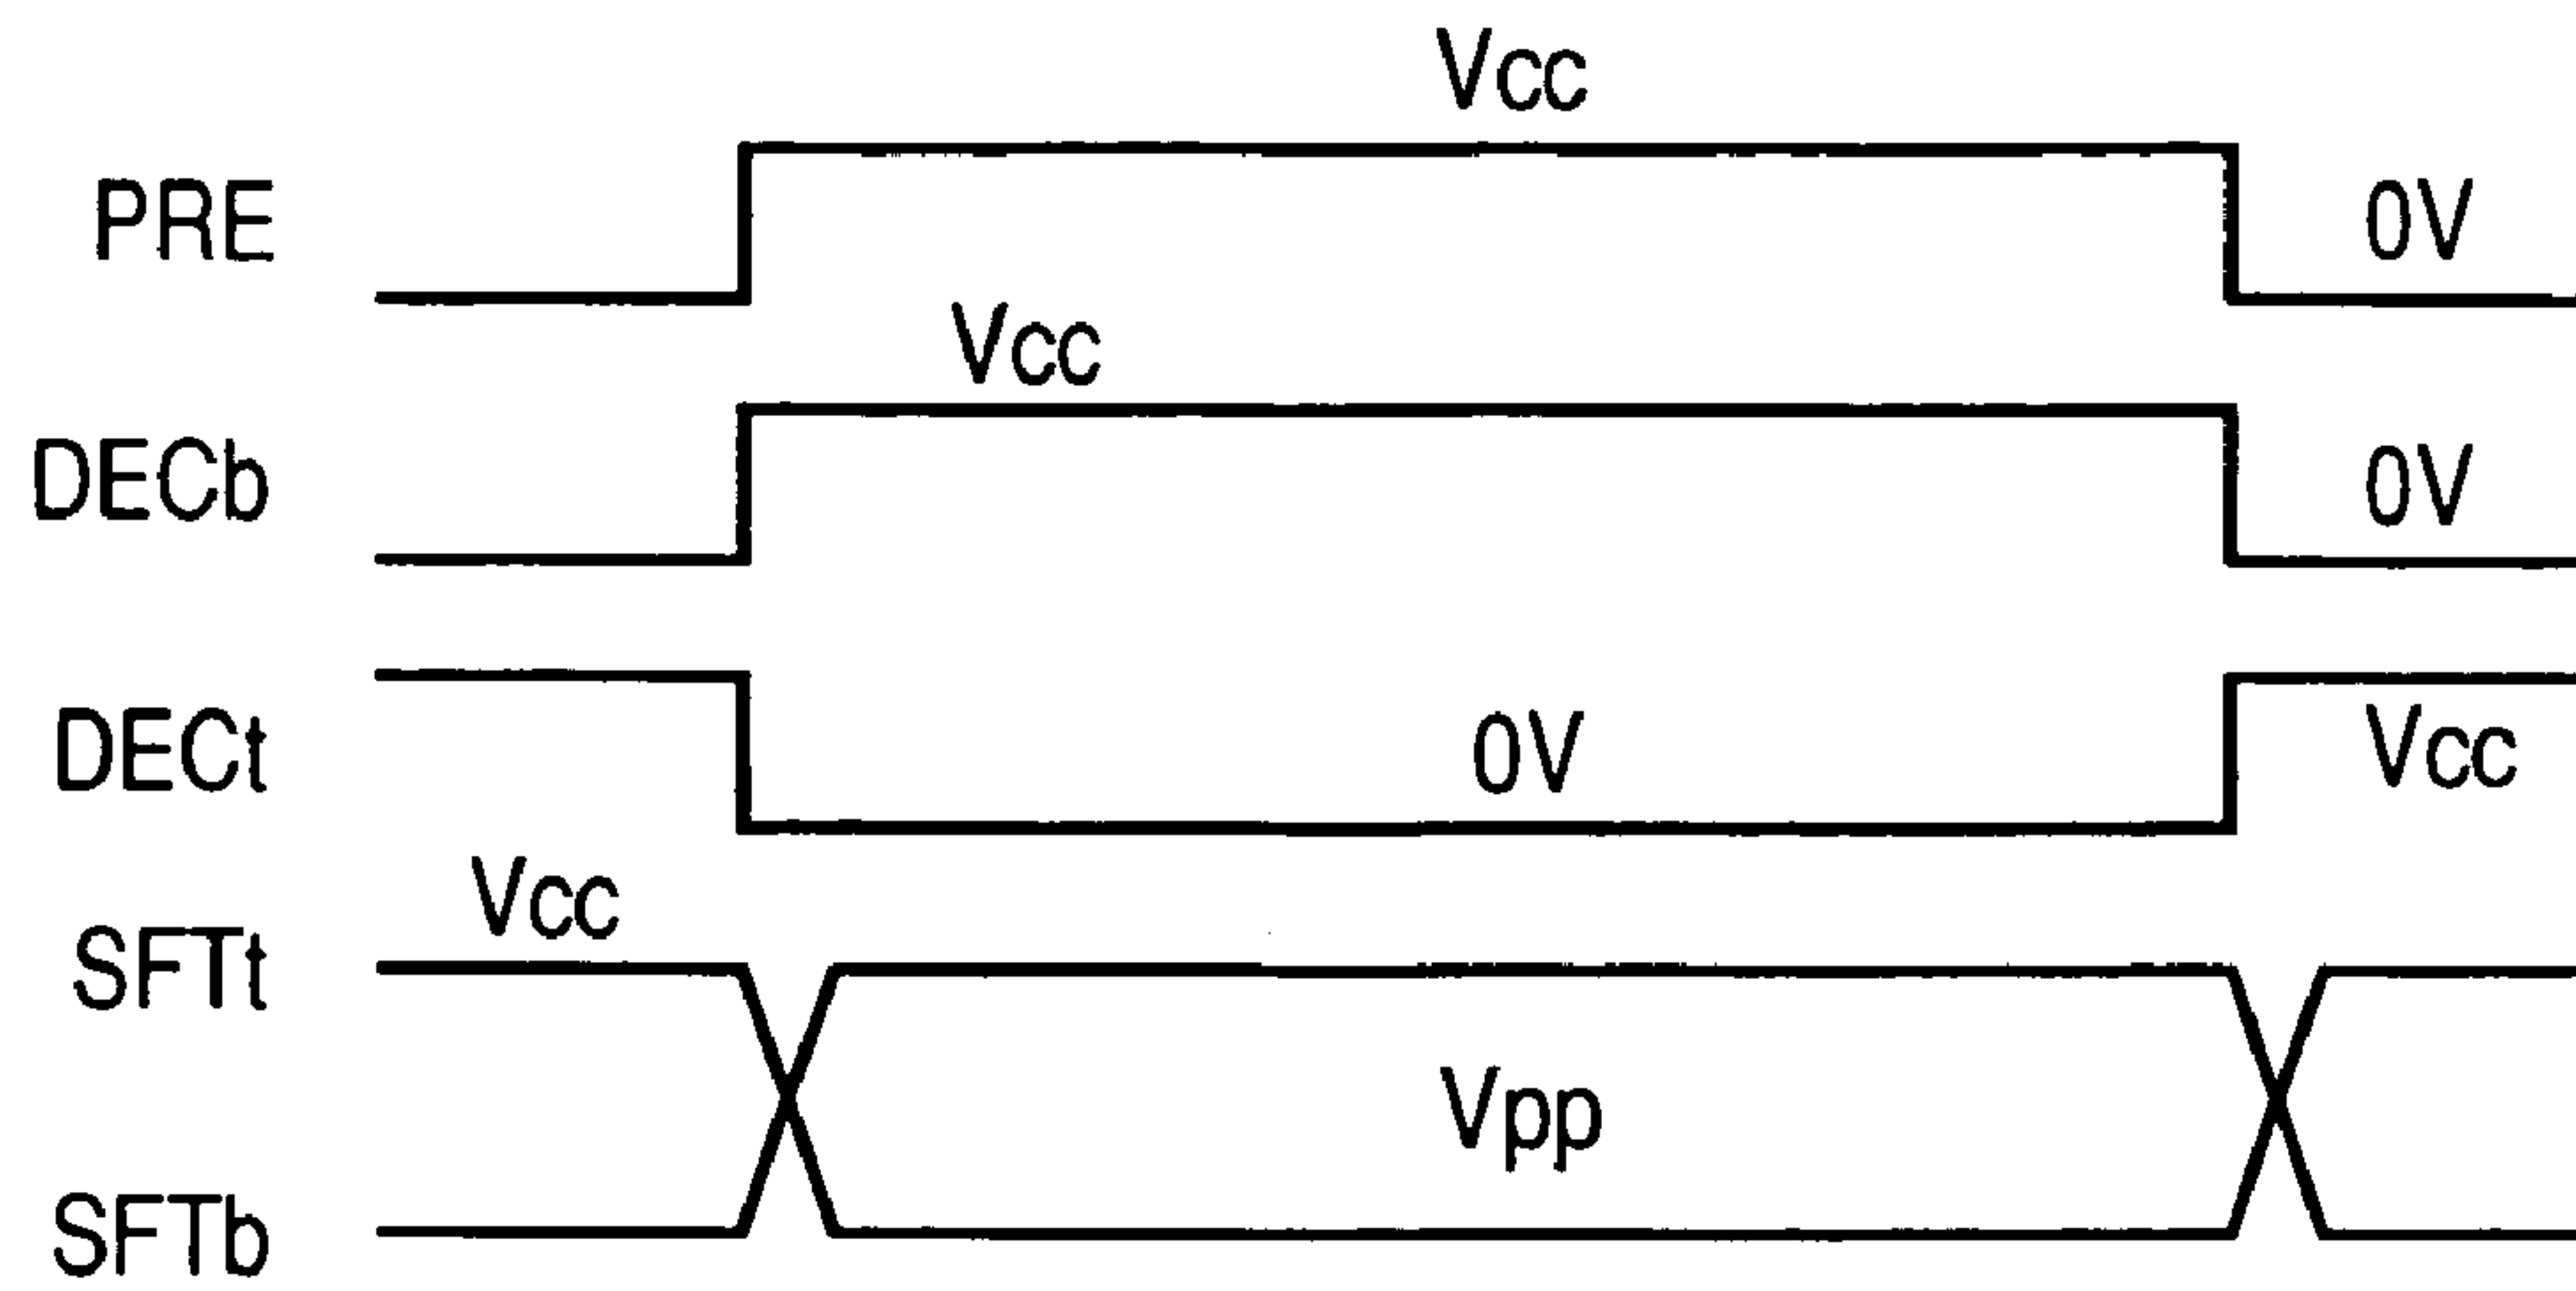 Vcc
PRE 0V
Vcc
DECb 0V
DECt 0V Vcc
Vcc
SFTt
Vpp
SFTb